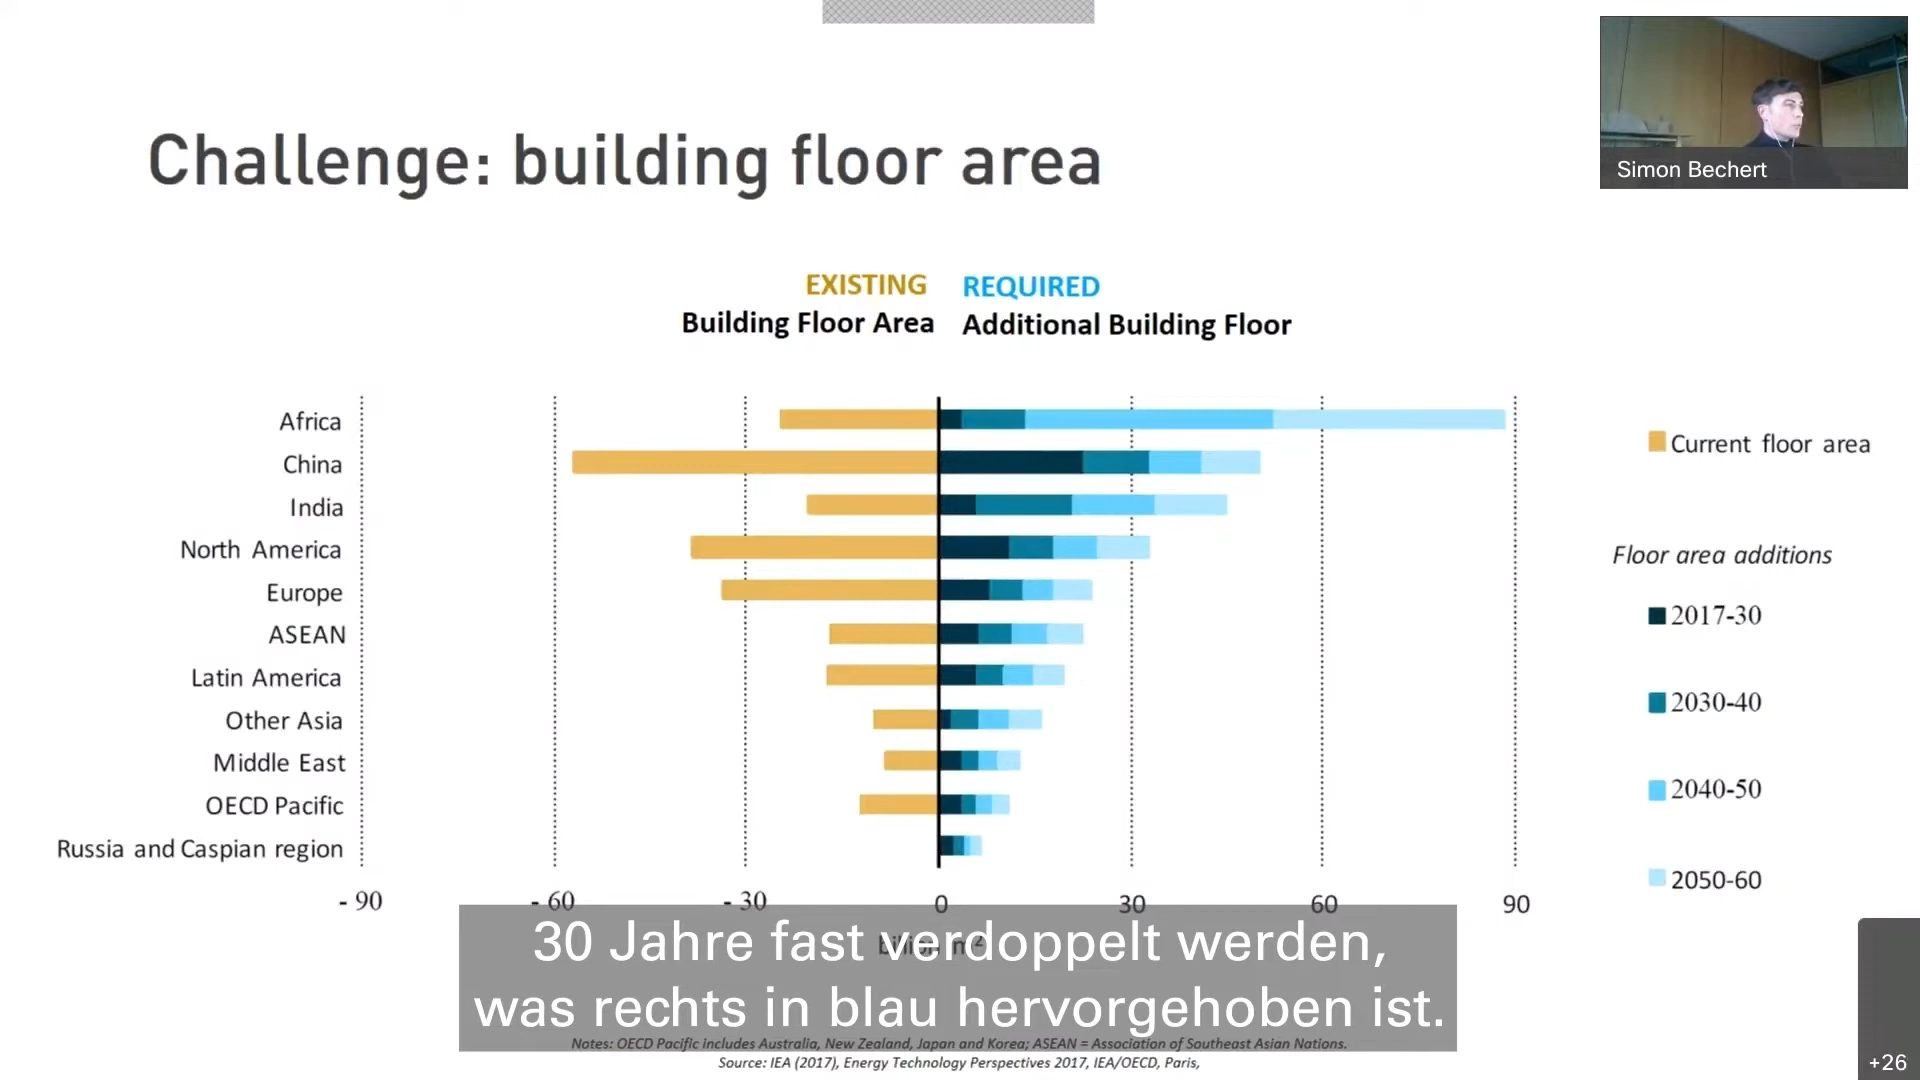 Challenge: building floor area
Simon Bechert
EXISTING
Building Floor Area
REQUIRED
Additional Building Floor
Africa
China
India
North America
Europe
ASEAN
Latin America
Other Asia
Middle East
OECD Pacific
Russia and Caspian region
- 90
- 60
- 30
0
30
60
90
billion m²
Current floor area
Floor area additions
2017-30
2030-40
2040-50
2050-60
30 Jahre fast verdoppelt werden,
was rechts in blau hervorgehoben ist.
Notes: OECD Pacific includes Australia, New Zealand, Japan and Korea; ASEAN = Association of Southeast Asian Nations.
Source: IEA (2017), Energy Technology Perspectives 2017, IEA/OECD, Paris,
+26